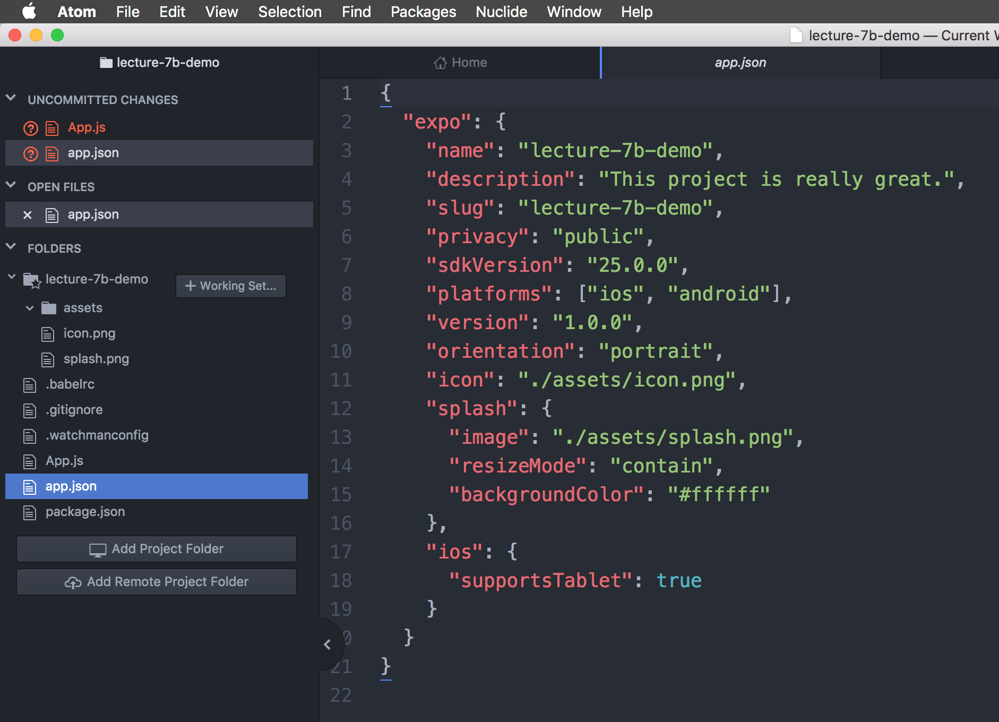 Atom File Edit View Selection Find Packages Nuclide Window Help
lecture-7b-demo — Current
lecture-7b-demo
UNCOMMITTED CHANGES
App.js
app.json
OPEN FILES
app.json
FOLDERS
lecture-7b-demo
+ Working Set...
assets
icon.png
splash.png
.babelrc
.gitignore
.watchmanconfig
App.js
app.json
package.json
Add Project Folder
Add Remote Project Folder
Home
app.json
1 {
2 "expo": {
3 "name": "lecture-7b-demo",
4 "description": "This project is really great.",
5 "slug": "lecture-7b-demo",
6 "privacy": "public",
7 "sdkVersion": "25.0.0",
8 "platforms": ["ios", "android"],
9 "version": "1.0.0",
10 "orientation": "portrait",
11 "icon": "./assets/icon.png",
12 "splash": {
13 "image": "./assets/splash.png",
14 "resizeMode": "contain",
15 "backgroundColor": "#ffffff"
16 },
17 "ios": {
18 "supportsTablet": true
19 }
0 }
21 }
22